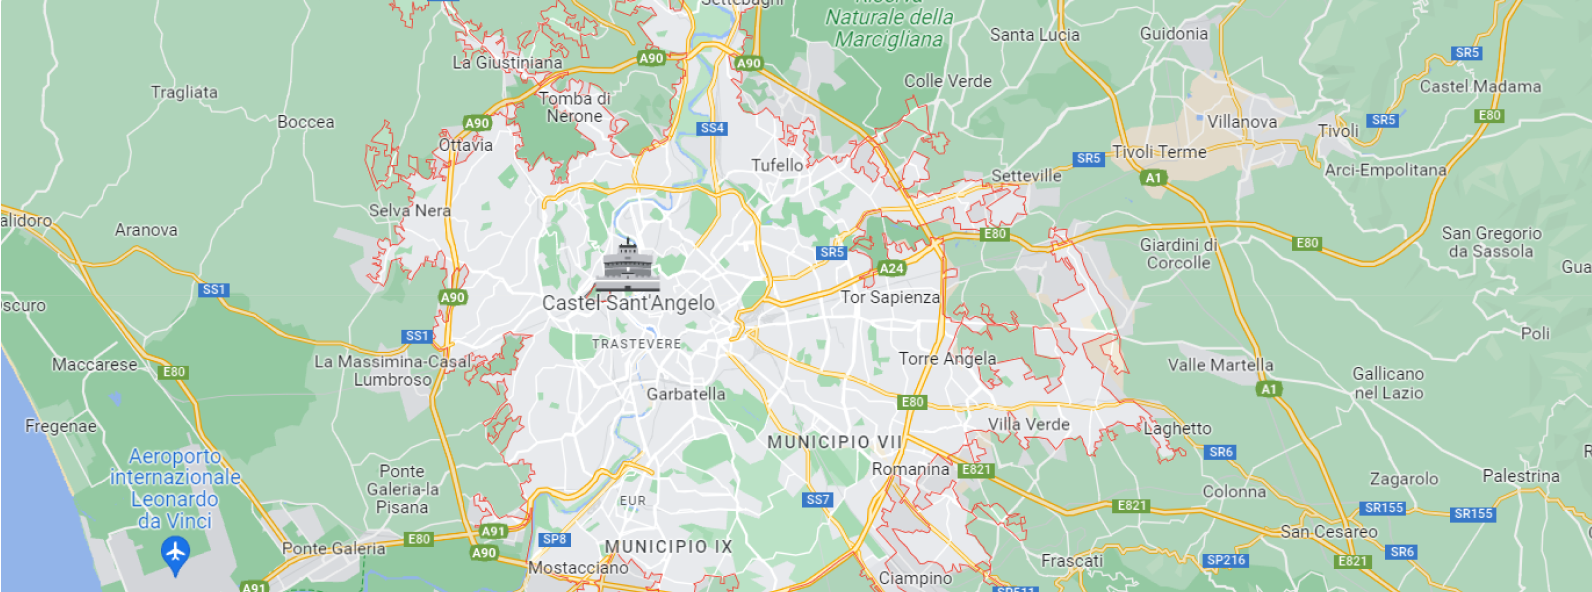 Settebagni
Riserva
Naturale della
Marcigliana
Santa Lucia
Guidonia
SR5
La Giustiniana
A90
A90
Colle Verde
Castel Madama
Tragliata
Tomba di
Nerone
Boccea
A90
SS4
Villanova
Tivoli
SR5
E80
Ottavia
Tufello
SR5
Tivoli Terme
Arci-Empolitana
Setteville
A1
Selva Nera
alidoro
Aranova
SR5
E80
Giardini di
Corcolle
E80
San Gregorio
da Sassola
A24
Gua
SS1
A90
Castel Sant'Angelo
Tor Sapienza
oscuro
SS1
TRASTEVERE
Poli
Maccarese
E80
La Massimina-Casal
Lumbroso
Torre Angela
Valle Martella
Gallicano
nel Lazio
A1
Garbatella
E80
Fregenae
Villa Verde
Laghetto
MUNICIPIO VII
SR6
Aeroporto
internazionale
Leonardo
da Vinci
Ponte
Galeria-la
Pisana
Romanina
E821
Zagarolo
Palestrina
EUR
SS7
Colonna
E821
SR155
SR155
A91
San Cesareo
Ponte Galeria
E80
A90
SP8
MUNICIPIO IX
SR6
Mostacciano
Frascati
SP216
E821
Ciampino
A91
SR511